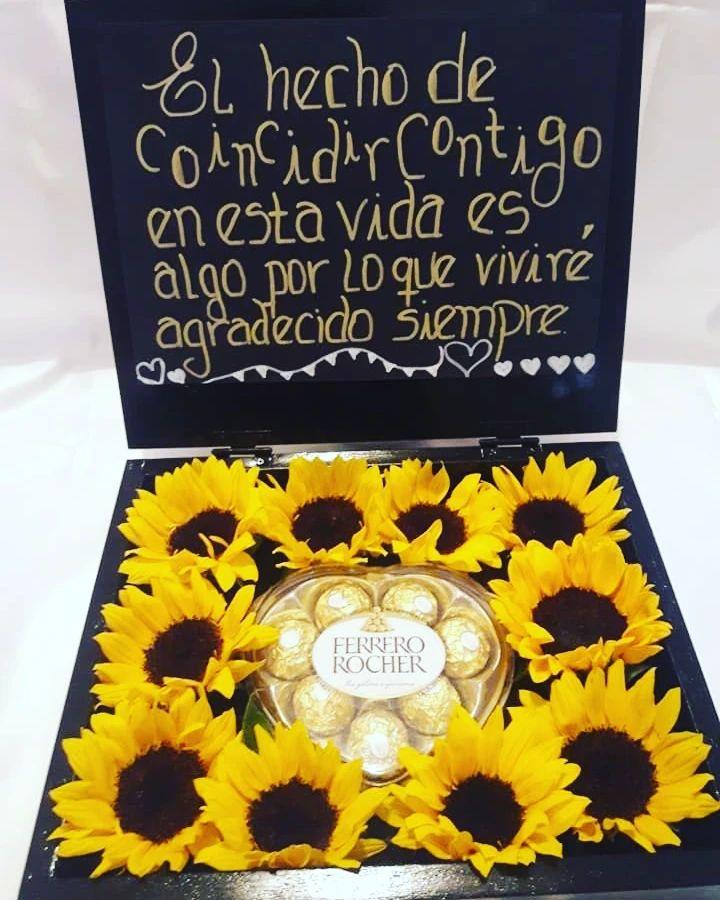 El hecho de
coincidir contigo
en esta vida es
algo por lo que viviré
agradecido siempre.
FERRERO
ROCHER